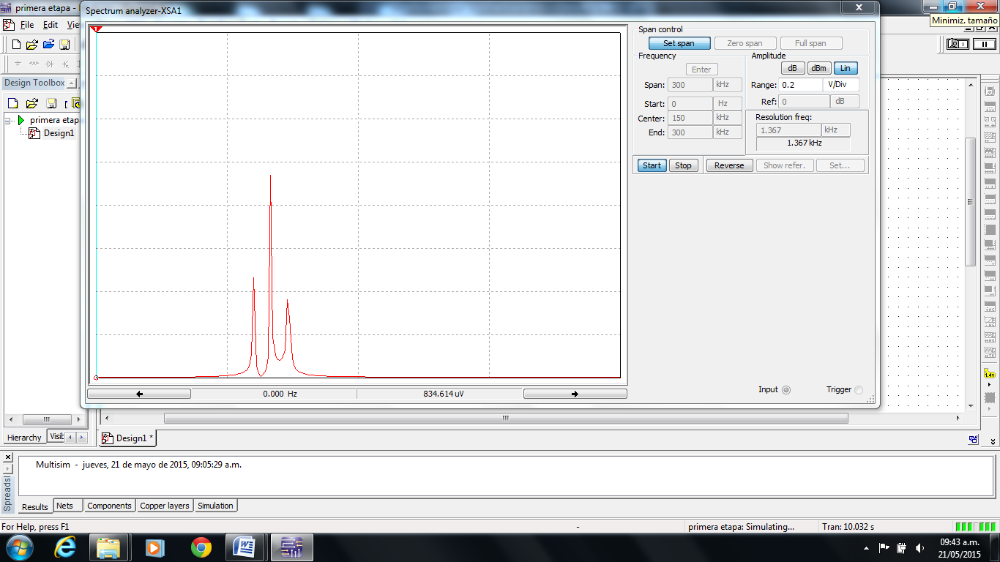 primera etapa -
Spectrum analyzer-XSA1
Minimiz. tamaño
File Edit
Span control
Set span Zero span Full span
Frequency
Amplitude
Enter
dB dBm Lin
Span: 300 kHz
Range: 0.2 V/Div
Start: 0 Hz
Ref: 0 dB
Center: 150 kHz
End: 300 kHz
Resolution freq:
1.367 kHz
1.367 kHz
Start Stop Reverse Show refer. Set...
1
Design Toolbox
primera etap
Design1
0.000 Hz 834.614 uV
Input Trigger
Hierarchy Visit
Design1 *
1.4v
Multisim - jueves, 21 de mayo de 2015, 09:05:29 a.m.
Spreadsl
Results Nets Components Copper layers Simulation
For Help, press F1 - primera etapa: Simulating... Tran: 10.032 s
09:43 a.m.
21/05/2015